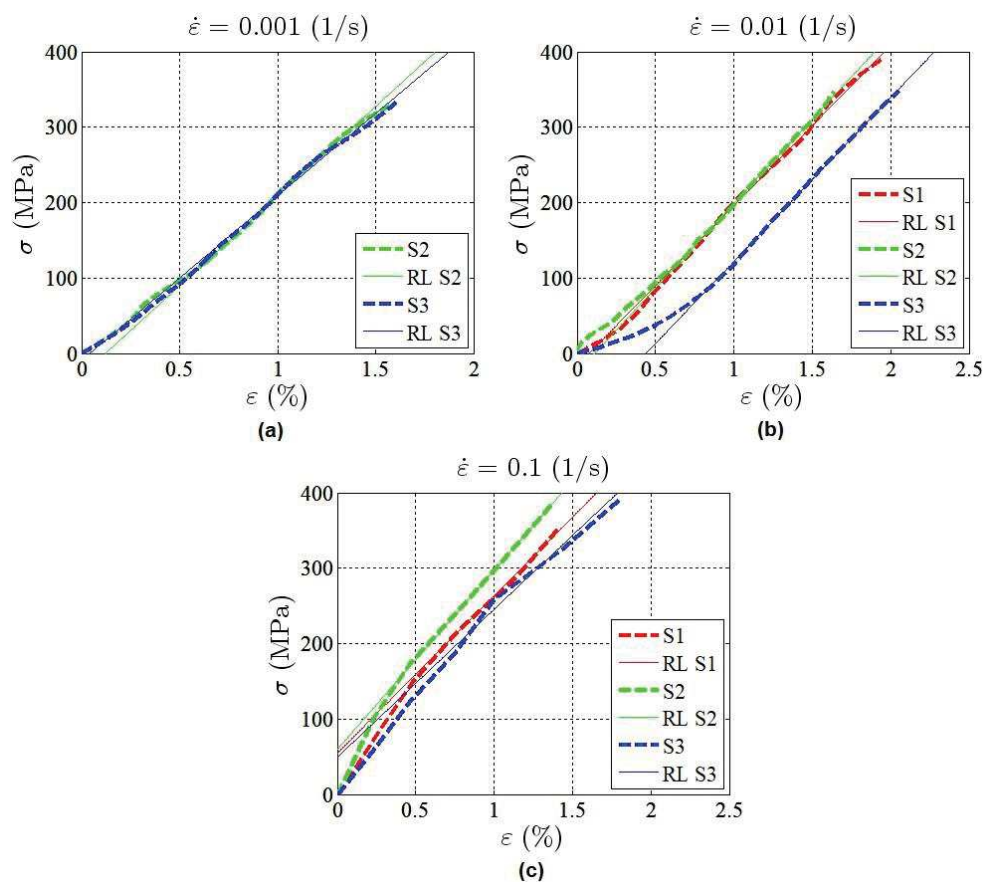 ε̇ = 0.001 (1/s)
400
300
200
100
0
σ (MPa)
S2
RL S2
S3
RL S3
0 0.5 1 1.5 2
ε (%)
(a)
ε̇ = 0.01 (1/s)
400
300
200
100
0
σ (MPa)
S1
RL S1
S2
RL S2
S3
RL S3
0 0.5 1 1.5 2 2.5
ε (%)
(b)
ε̇ = 0.1 (1/s)
400
300
200
100
0
σ (MPa)
S1
RL S1
S2
RL S2
S3
RL S3
0 0.5 1 1.5 2 2.5
ε (%)
(c)